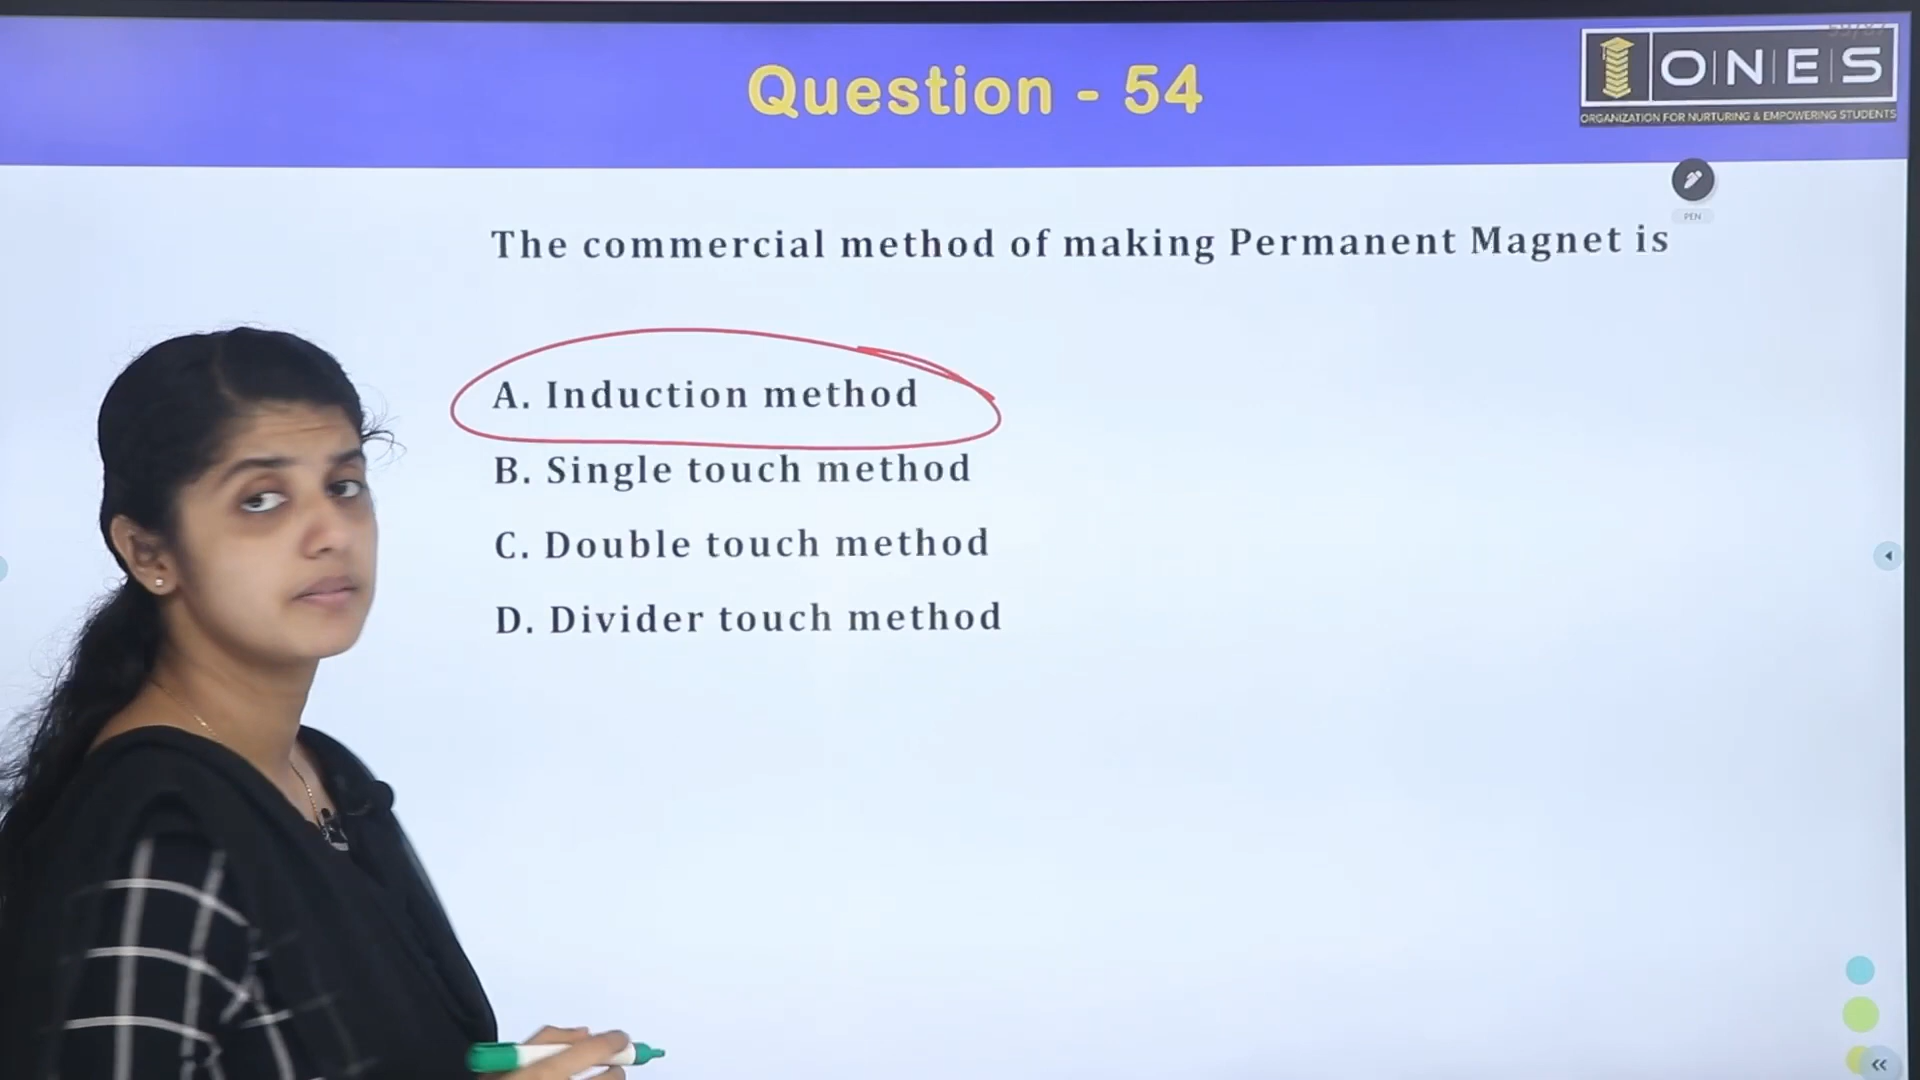 Question - 54
ONES
ORGANIZATION FOR NURTURING & EMPOWERING STUDENTS
PEN
The commercial method of making Permanent Magnet is
A. Induction method
B. Single touch method
C. Double touch method
D. Divider touch method